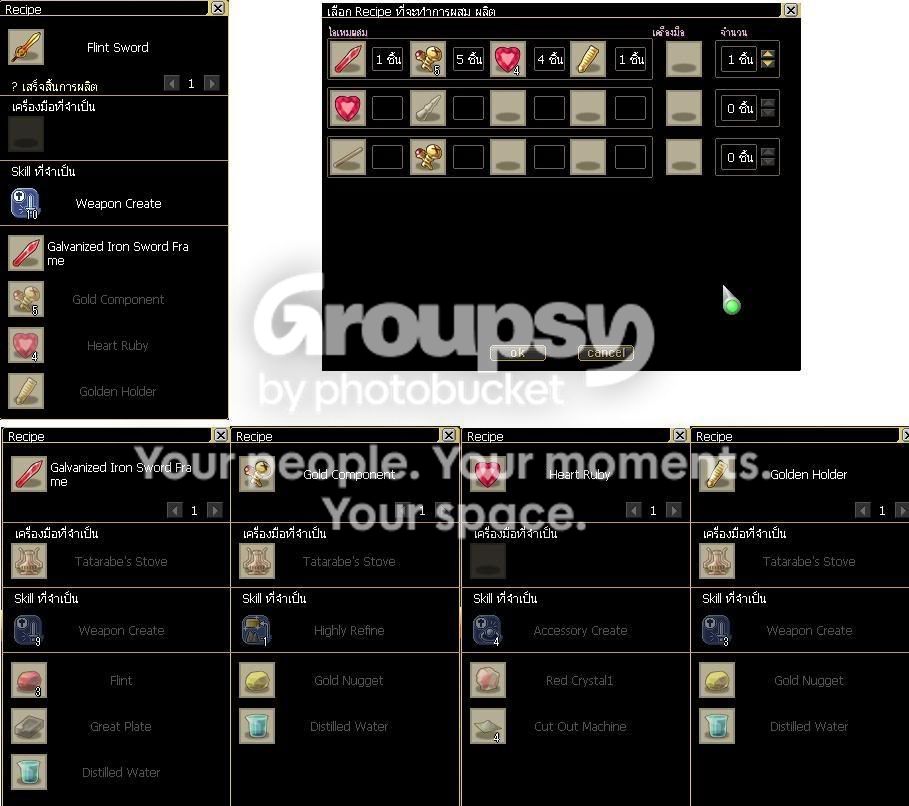 Recipe
Flint Sword
? เสร็จสิ้นการผลิต
1
เครื่องมือที่จำเป็น
Skill ที่จำเป็น
10
Weapon Create
Galvanized Iron Sword Fra
me
5
Gold Component
4
Heart Ruby
Golden Holder
เลือก Recipe ที่จะทำการผสม ผลิต
ไอเทมผสม
เครื่องมือ
จำนวน
1 ชิ้น
5
5 ชิ้น
4
4 ชิ้น
1 ชิ้น
1 ชิ้น
0 ชิ้น
0 ชิ้น
ok
cancel
Groupsy
by photobucket
Your people. Your moments.
Your space.
Recipe
Galvanized Iron Sword Fra
me
1
เครื่องมือที่จำเป็น
Tatarabe's Stove
Skill ที่จำเป็น
9
Weapon Create
3
Flint
Great Plate
Distilled Water
Recipe
Gold Component
1
เครื่องมือที่จำเป็น
Tatarabe's Stove
Skill ที่จำเป็น
1
Highly Refine
Gold Nugget
Distilled Water
Recipe
Heart Ruby
1
เครื่องมือที่จำเป็น
Skill ที่จำเป็น
4
Accessory Create
Red Crystal1
4
Cut Out Machine
Recipe
Golden Holder
1
เครื่องมือที่จำเป็น
Tatarabe's Stove
Skill ที่จำเป็น
3
Weapon Create
Gold Nugget
Distilled Water